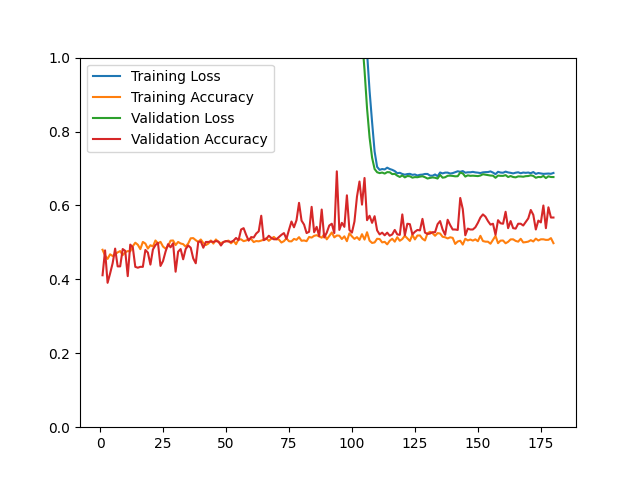 1.0
0.8
0.6
0.4
0.2
0.0
Training Loss
Training Accuracy
Validation Loss
Validation Accuracy
0 25 50 75 100 125 150 175